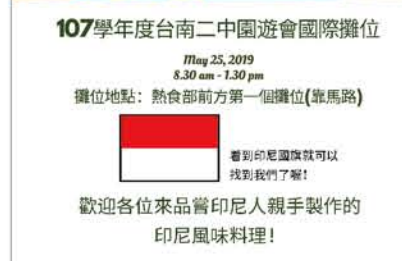 107學年度台南二中園遊會國際攤位
May 25, 2019
8.30 am - 1.30 pm
攤位地點：熱食部前方第一個攤位(靠馬路)
看到印尼國旗就可以
找到我們了喔!
歡迎各位來品嘗印尼人親手製作的
印尼風味料理!